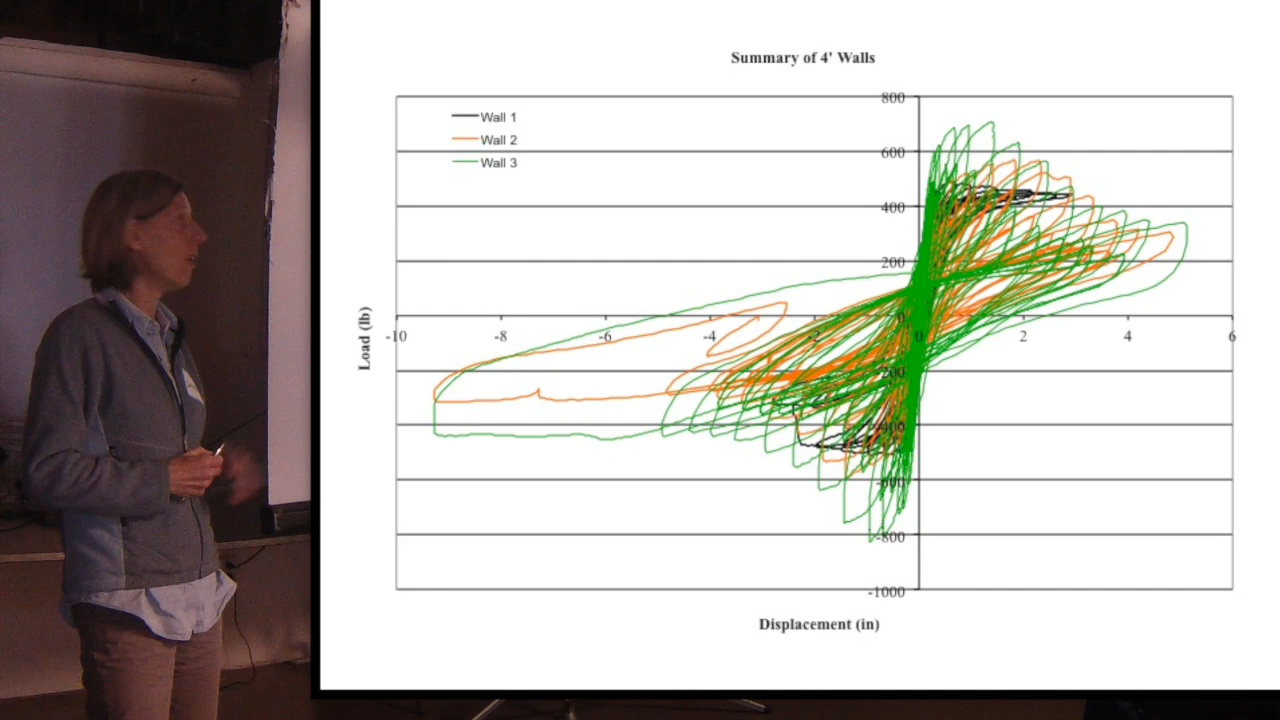 Summary of 4' Walls
800
Wall 1
Wall 2
600
Wall 3
400
200
Load (lb)
0
-10 -8 -6 -4 -2 0 2 4 6
-200
-400
-600
-800
-1000
Displacement (in)